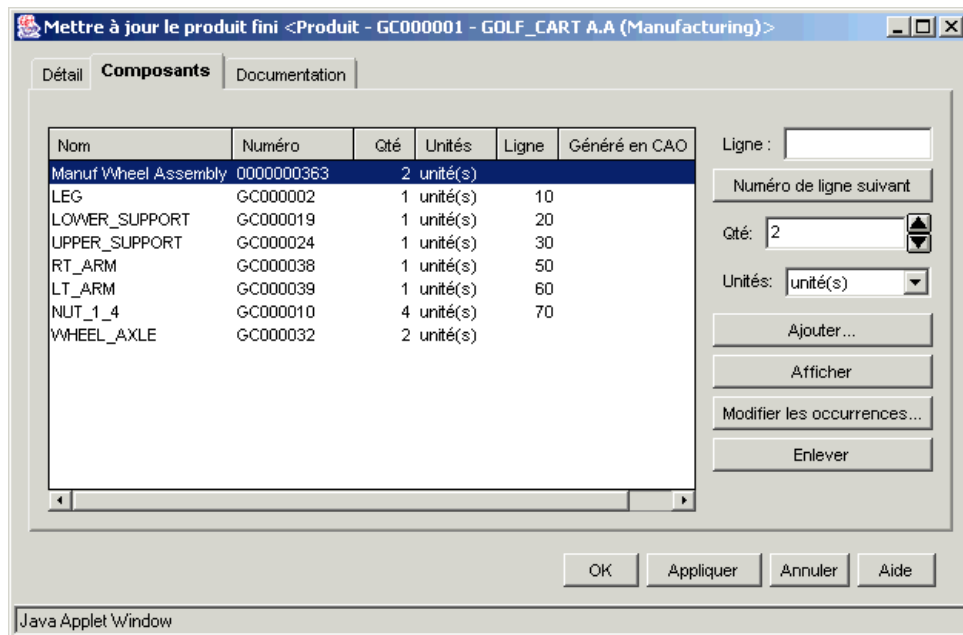 Mettre à jour le produit fini <Produit - GC000001 - GOLF_CART A.A (Manufacturing)>
Détail Composants Documentation
Nom Numéro Qté Unités Ligne Généré en CAO
Manuf Wheel Assembly 0000000363 2 unité(s)
LEG GC000002 1 unité(s) 10
LOWER_SUPPORT GC000019 1 unité(s) 20
UPPER_SUPPORT GC000024 1 unité(s) 30
RT_ARM GC000038 1 unité(s) 50
LT_ARM GC000039 1 unité(s) 60
NUT_1_4 GC000010 4 unité(s) 70
WHEEL_AXLE GC000032 2 unité(s)
Ligne :
Numéro de ligne suivant
Qté: 2
Unités: unité(s)
Ajouter...
Afficher
Modifier les occurrences...
Enlever
OK Appliquer Annuler Aide
Java Applet Window